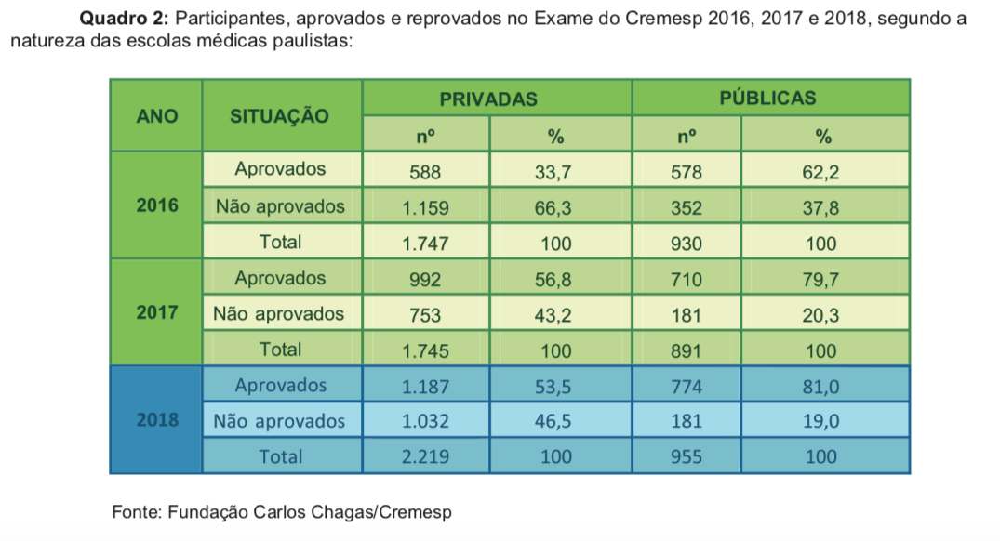 Quadro 2: Participantes, aprovados e reprovados no Exame do Cremesp 2016, 2017 e 2018, segundo a
natureza das escolas médicas paulistas:
ANO SITUAÇÃO PRIVADAS PÚBLICAS
nº % nº %
2016 Aprovados 588 33,7 578 62,2
Não aprovados 1.159 66,3 352 37,8
Total 1.747 100 930 100
2017 Aprovados 992 56,8 710 79,7
Não aprovados 753 43,2 181 20,3
Total 1.745 100 891 100
2018 Aprovados 1.187 53,5 774 81,0
Não aprovados 1.032 46,5 181 19,0
Total 2.219 100 955 100
Fonte: Fundação Carlos Chagas/Cremesp